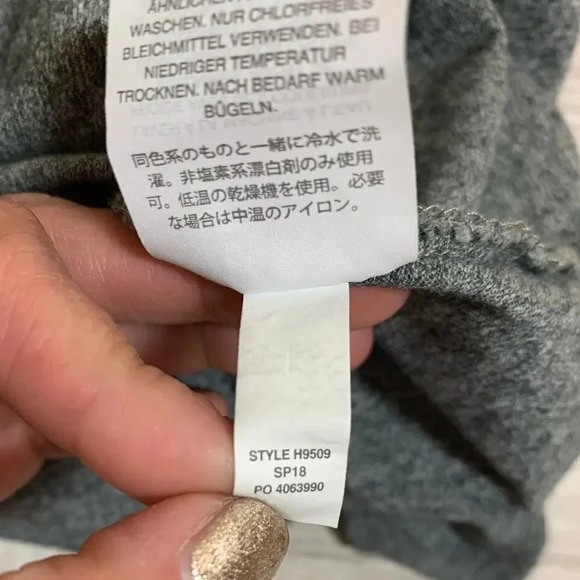 ÄHNLICHEN
WASCHEN. NUR CHLORFREIES
BLEICHMITTEL VERWENDEN. BEI
NIEDRIGER TEMPERATUR
TROCKNEN. NACH BEDARF WARM
BÜGELN.
同色系のものと一緒に冷水で洗
濯。非塩素系漂白剤のみ使用
可。低温の乾燥機を使用。必要
な場合は中温のアイロン。
STYLE H9509
SP18
PO 4063990